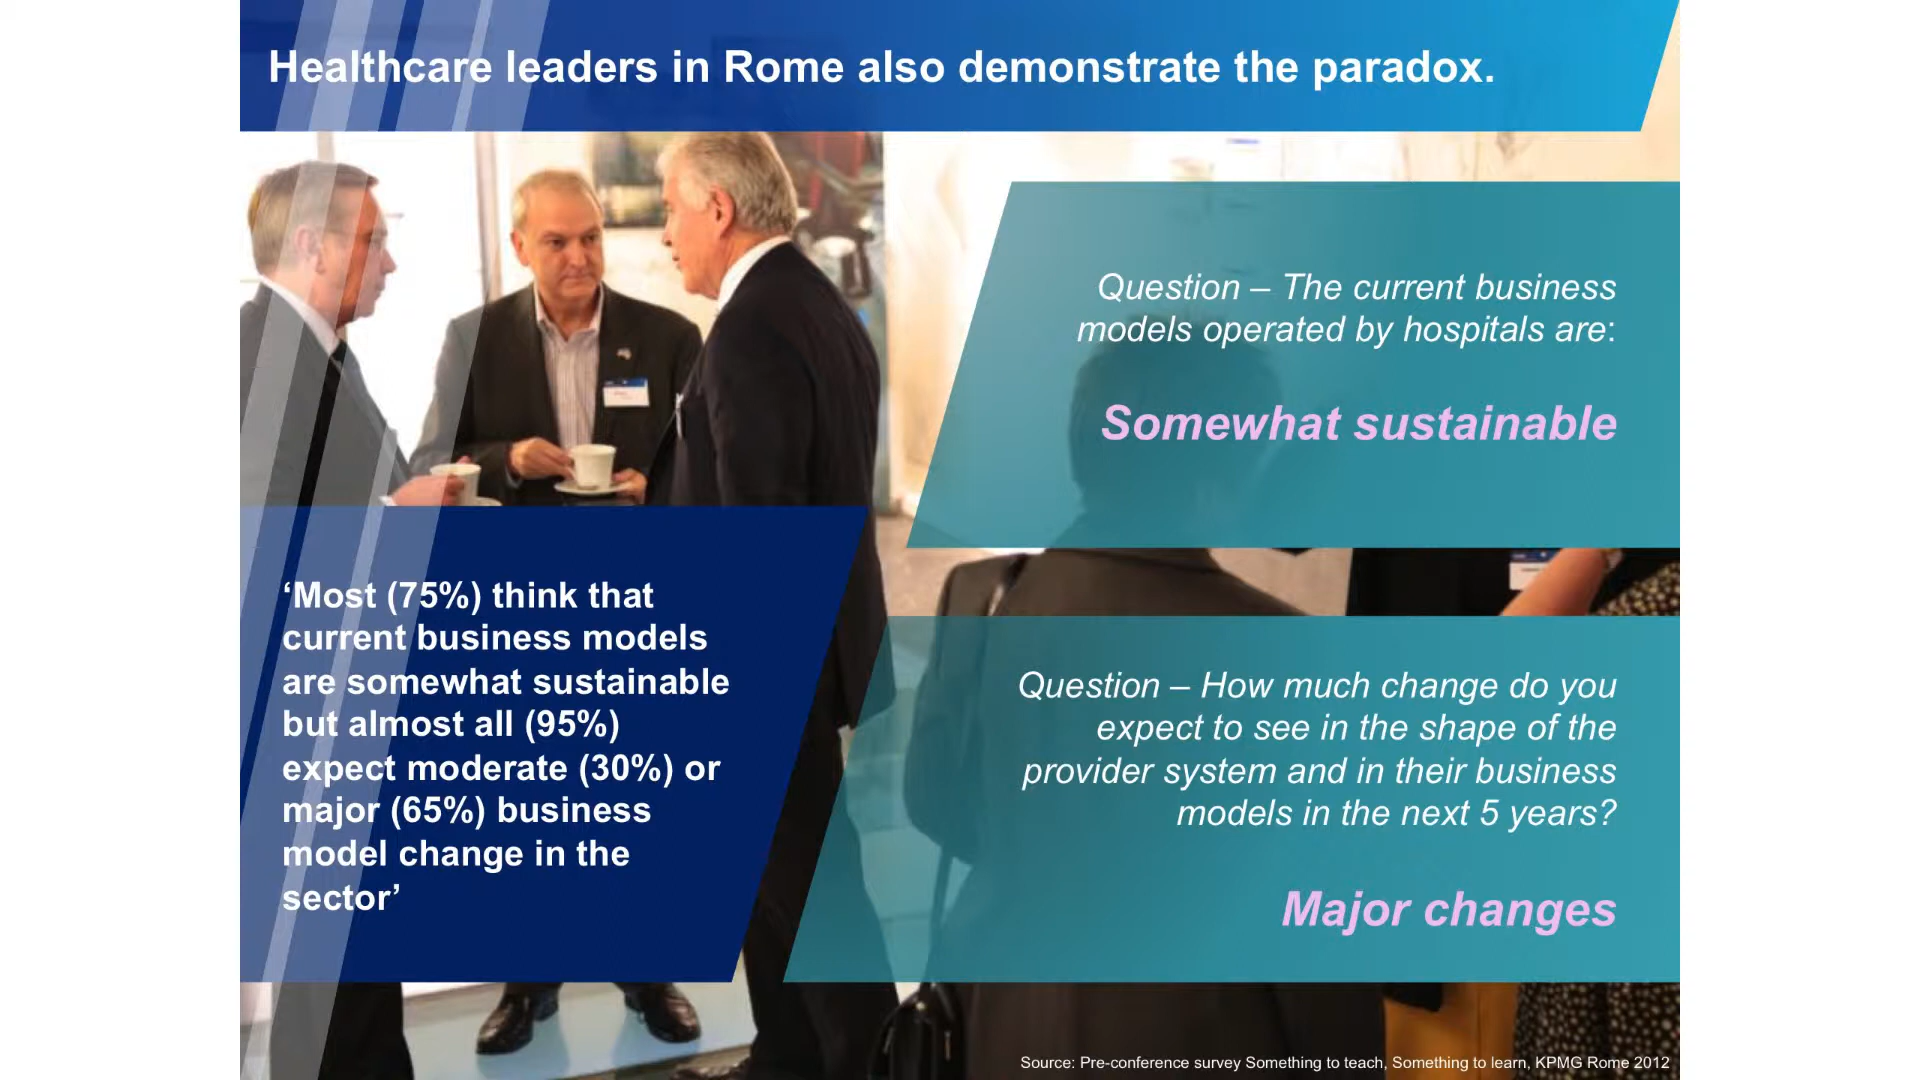 Healthcare leaders in Rome also demonstrate the paradox.
Question – The current business
models operated by hospitals are:
Somewhat sustainable
‘Most (75%) think that
current business models
are somewhat sustainable
but almost all (95%)
expect moderate (30%) or
major (65%) business
model change in the
sector’
Question – How much change do you
expect to see in the shape of the
provider system and in their business
models in the next 5 years?
Major changes
Source: Pre-conference survey Something to teach, Something to learn, KPMG Rome 2012